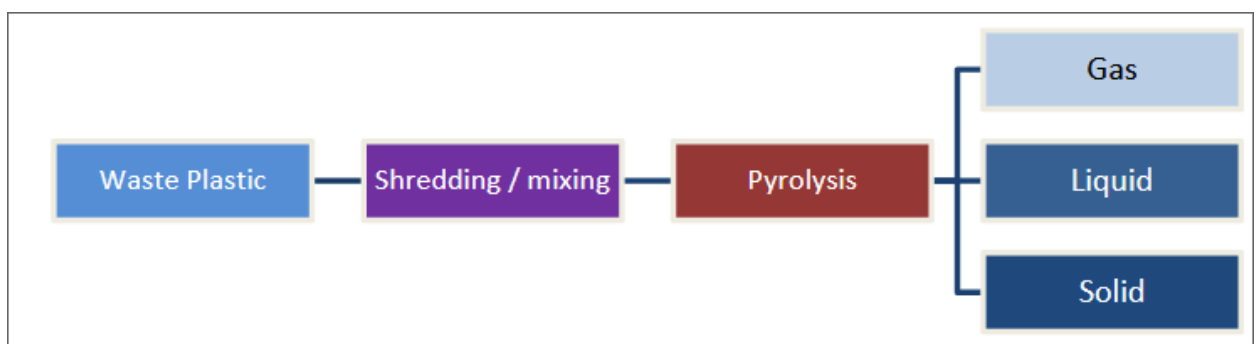 Waste Plastic
Shredding / mixing
Pyrolysis
Gas
Liquid
Solid